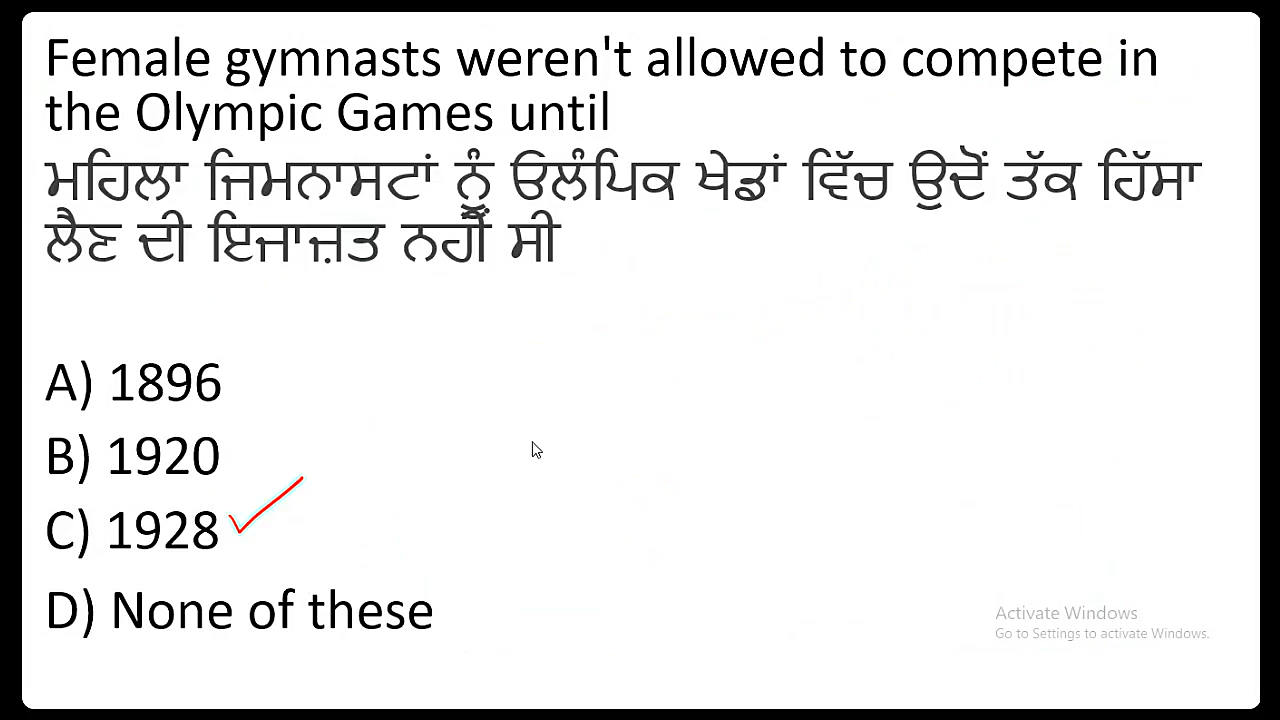 Female gymnasts weren't allowed to compete in
the Olympic Games until
ਮਹਿਲਾ ਜਿਮਨਾਸਟਾਂ ਨੂੰ ਓਲੰਪਿਕ ਖੇਡਾਂ ਵਿੱਚ ਉਦੋਂ ਤੱਕ ਹਿੱਸਾ
ਲੈਣ ਦੀ ਇਜਾਜ਼ਤ ਨਹੀਂ ਸੀ
A) 1896
B) 1920
C) 1928
D) None of these
Activate Windows
Go to Settings to activate Windows.